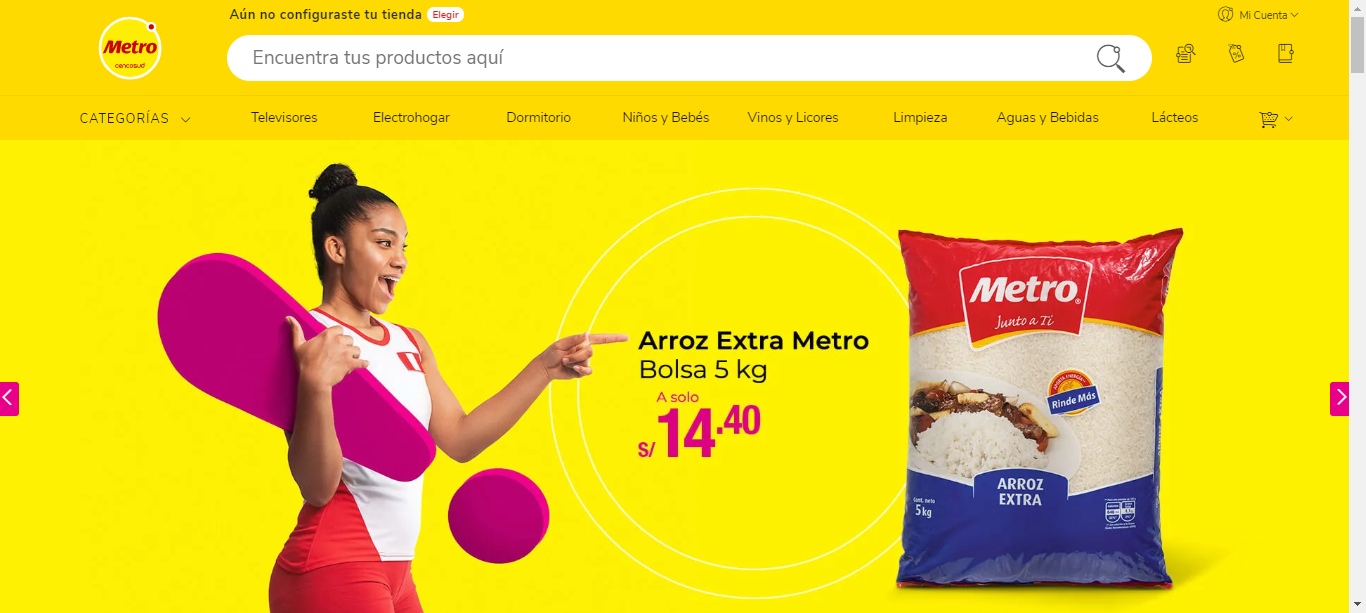 Aún no configuraste tu tienda Elegir
Mi Cuenta
Metro
cencosud
Encuentra tus productos aquí
%
CATEGORÍAS
Televisores
Electrohogar
Dormitorio
Niños y Bebés
Vinos y Licores
Limpieza
Aguas y Bebidas
Lácteos
Arroz Extra Metro
Bolsa 5 kg
A solo
S/ 14.40
Metro®
Junto a Ti
Rinde Más
ARROZ
EXTRA
Cont. neto
5kg